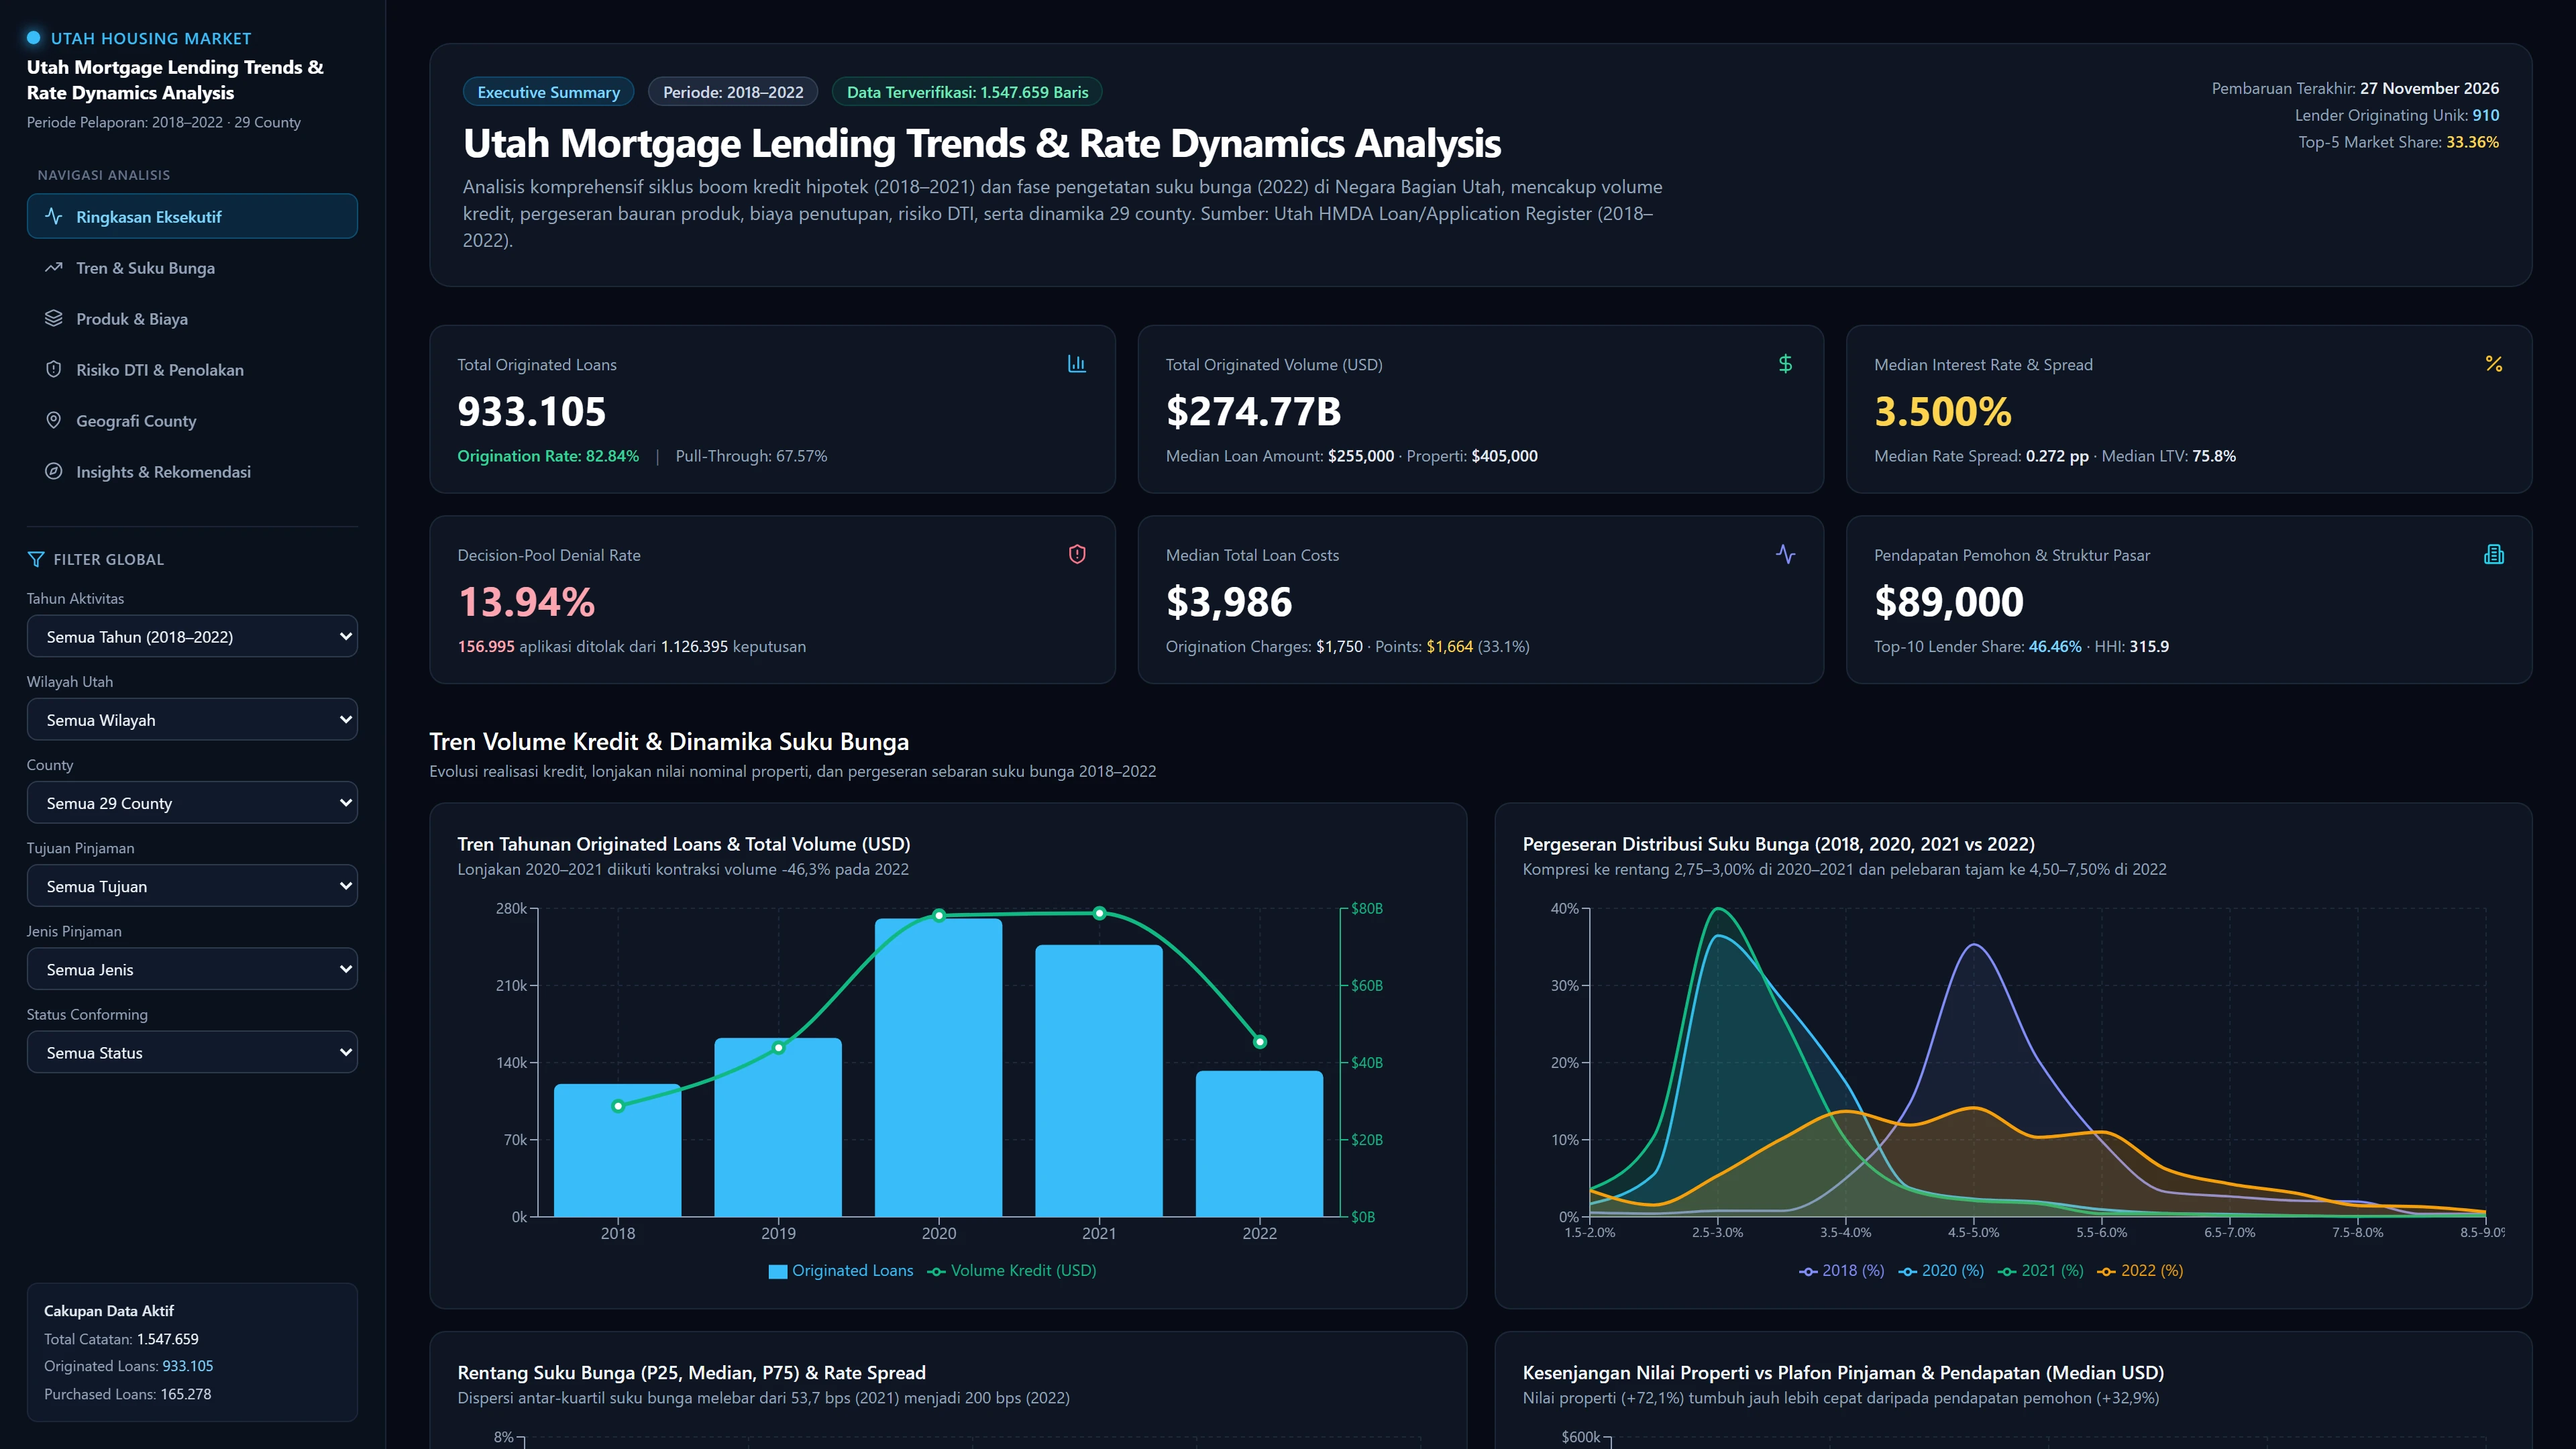 UTAH HOUSING MARKET
Utah Mortgage Lending Trends &
Rate Dynamics Analysis
Periode Pelaporan: 2018–2022 · 29 County
NAVIGASI ANALISIS
Ringkasan Eksekutif
Tren & Suku Bunga
Produk & Biaya
Risiko DTI & Penolakan
Geografi County
Insights & Rekomendasi
FILTER GLOBAL
Tahun Aktivitas
Semua Tahun (2018–2022)
Wilayah Utah
Semua Wilayah
County
Semua 29 County
Tujuan Pinjaman
Semua Tujuan
Jenis Pinjaman
Semua Jenis
Status Conforming
Semua Status
Cakupan Data Aktif
Total Catatan: 1.547.659
Originated Loans: 933.105
Purchased Loans: 165.278
Executive Summary
Periode: 2018–2022
Data Terverifikasi: 1.547.659 Baris
Utah Mortgage Lending Trends & Rate Dynamics Analysis
Analisis komprehensif siklus boom kredit hipotek (2018–2021) dan fase pengetatan suku bunga (2022) di Negara Bagian Utah, mencakup volume
kredit, pergeseran bauran produk, biaya penutupan, risiko DTI, serta dinamika 29 county. Sumber: Utah HMDA Loan/Application Register (2018–
2022).
Pembaruan Terakhir: 27 November 2026
Lender Originating Unik: 910
Top-5 Market Share: 33.36%
Total Originated Loans
933.105
Origination Rate: 82.84% | Pull-Through: 67.57%
Total Originated Volume (USD)
$274.77B
Median Loan Amount: $255,000 · Properti: $405,000
Median Interest Rate & Spread
3.500%
Median Rate Spread: 0.272 pp · Median LTV: 75.8%
Decision-Pool Denial Rate
13.94%
156.995 aplikasi ditolak dari 1.126.395 keputusan
Median Total Loan Costs
$3,986
Origination Charges: $1,750 · Points: $1,664 (33.1%)
Pendapatan Pemohon & Struktur Pasar
$89,000
Top-10 Lender Share: 46.46% · HHI: 315.9
Tren Volume Kredit & Dinamika Suku Bunga
Evolusi realisasi kredit, lonjakan nilai nominal properti, dan pergeseran sebaran suku bunga 2018–2022
Tren Tahunan Originated Loans & Total Volume (USD)
Lonjakan 2020–2021 diikuti kontraksi volume -46,3% pada 2022
280k $80B
210k $60B
140k $40B
70k $20B
0k $0B
2018 2019 2020 2021 2022
Originated Loans Volume Kredit (USD)
Pergeseran Distribusi Suku Bunga (2018, 2020, 2021 vs 2022)
Kompresi ke rentang 2,75–3,00% di 2020–2021 dan pelebaran tajam ke 4,50–7,50% di 2022
40%
30%
20%
10%
0%
1.5-2.0% 2.5-3.0% 3.5-4.0% 4.5-5.0% 5.5-6.0% 6.5-7.0% 7.5-8.0% 8.5-9.0%
2018 (%) 2020 (%) 2021 (%) 2022 (%)
Rentang Suku Bunga (P25, Median, P75) & Rate Spread
Dispersi antar-kuartil suku bunga melebar dari 53,7 bps (2021) menjadi 200 bps (2022)
8%
Kesenjangan Nilai Properti vs Plafon Pinjaman & Pendapatan (Median USD)
Nilai properti (+72,1%) tumbuh jauh lebih cepat daripada pendapatan pemohon (+32,9%)
$600k